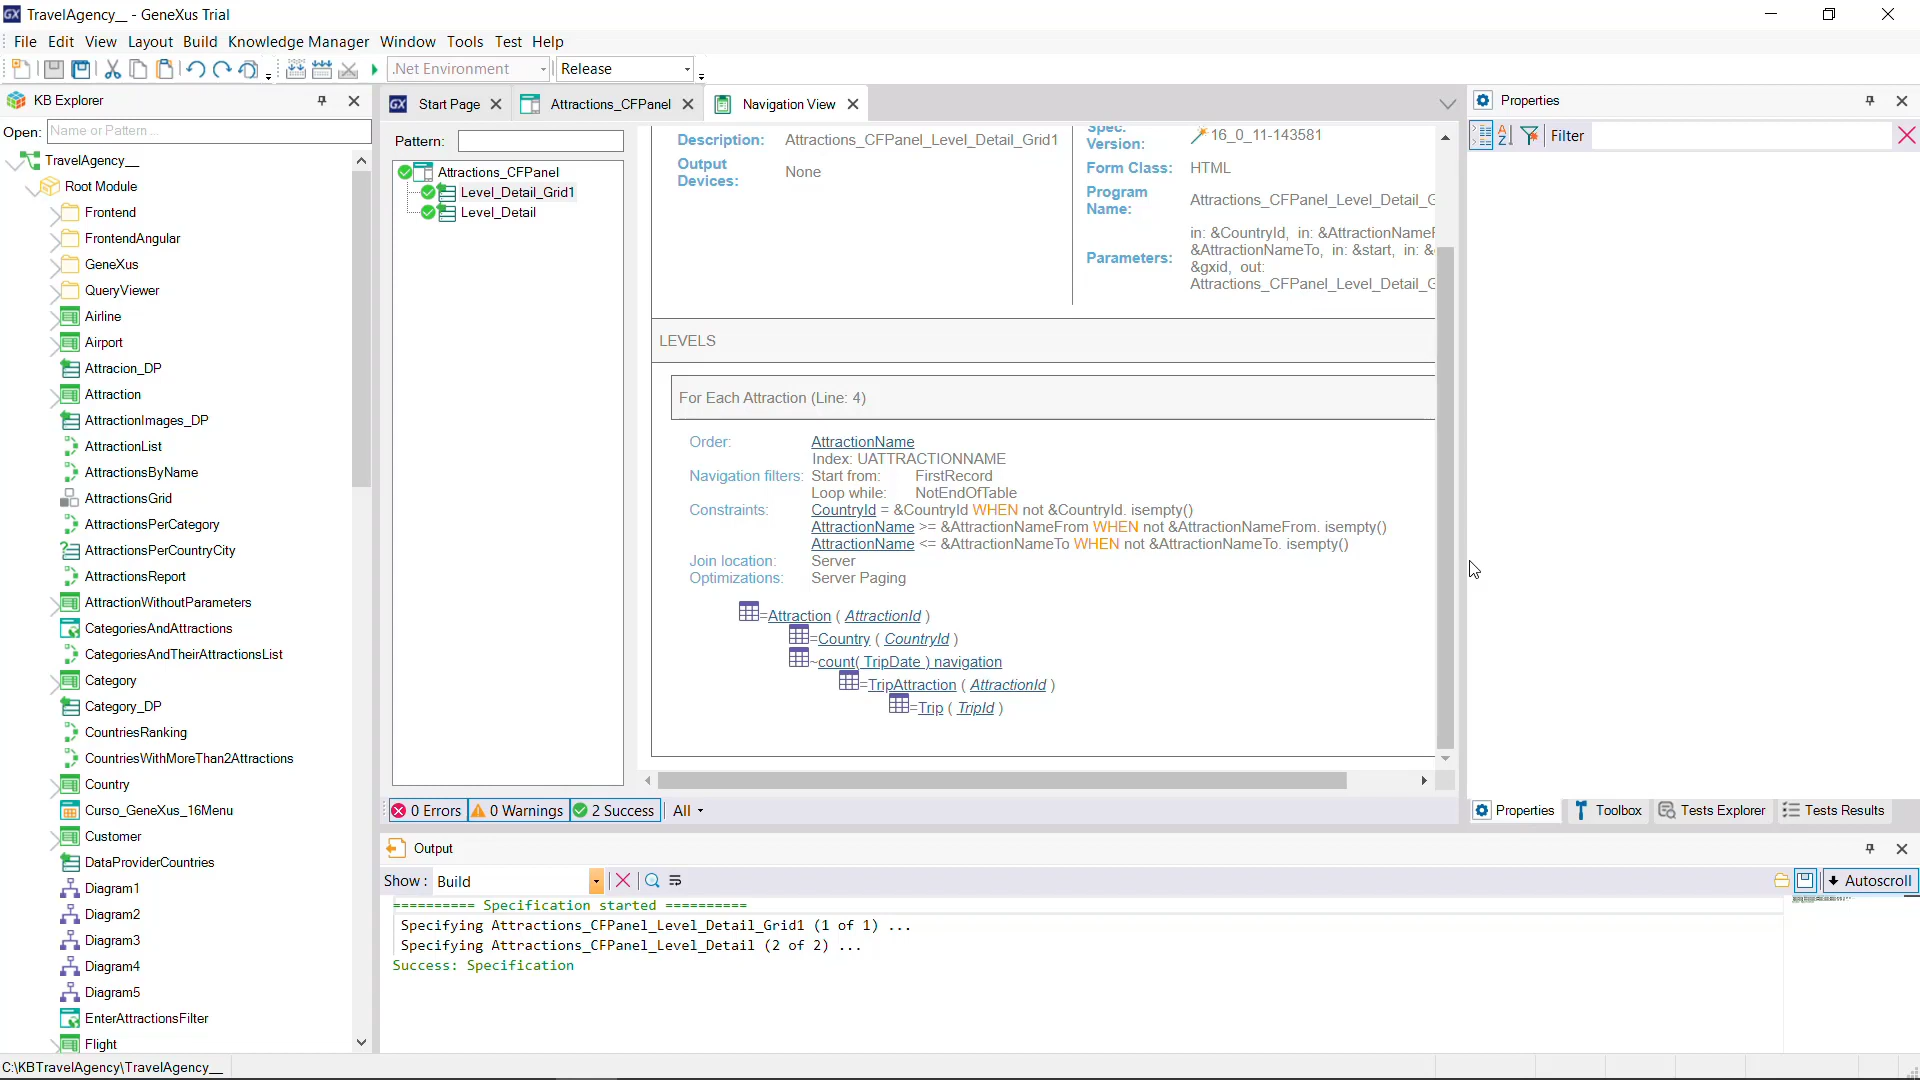 TravelAgency__ - GeneXus Trial
File Edit View Layout Build Knowledge Manager Window Tools Test Help
.Net Environment Release
KB Explorer
Open: Name or Pattern ...
TravelAgency__
Root Module
Frontend
FrontendAngular
GeneXus
QueryViewer
Airline
Airport
Attracion_DP
Attraction
AttractionImages_DP
AttractionList
AttractionsByName
AttractionsGrid
AttractionsPerCategory
AttractionsPerCountryCity
AttractionsReport
AttractionWithoutParameters
CategoriesAndAttractions
CategoriesAndTheirAttractionsList
Category
Category_DP
CountriesRanking
CountriesWithMoreThan2Attractions
Country
Curso_GeneXus_16Menu
Customer
DataProviderCountries
Diagram1
Diagram2
Diagram3
Diagram4
Diagram5
EnterAttractionsFilter
Flight
Start Page Attractions_CFPanel Navigation View
Pattern:
Attractions_CFPanel
Level_Detail_Grid1
Level_Detail
Description: Attractions_CFPanel_Level_Detail_Grid1
Output Devices: None
Spec. Version: 16_0_11-143581
Form Class: HTML
Program Name: Attractions_CFPanel_Level_Detail_
Parameters: in: &CountryId, in: &AttractionName
&AttractionNameTo, in: &start, in: &
&gxid, out:
Attractions_CFPanel_Level_Detail_
LEVELS
For Each Attraction (Line: 4)
Order: AttractionName
Index: UATTRACTIONNAME
Navigation filters: Start from: FirstRecord
Loop while: NotEndOfTable
Constraints: CountryId = &CountryId WHEN not &CountryId. isempty()
AttractionName >= &AttractionNameFrom WHEN not &AttractionNameFrom. isempty()
AttractionName <= &AttractionNameTo WHEN not &AttractionNameTo. isempty()
Join location: Server
Optimizations: Server Paging
=Attraction ( AttractionId )
=Country ( CountryId )
~count( TripDate ) navigation
=TripAttraction ( AttractionId )
=Trip ( TripId )
0 Errors 0 Warnings 2 Success All
Properties
Filter
Properties Toolbox Tests Explorer Tests Results
Output
Show: Build
Autoscroll
========== Specification started ==========
Specifying Attractions_CFPanel_Level_Detail_Grid1 (1 of 1) ...
Specifying Attractions_CFPanel_Level_Detail (2 of 2) ...
Success: Specification
C:\KBTravelAgency\TravelAgency__